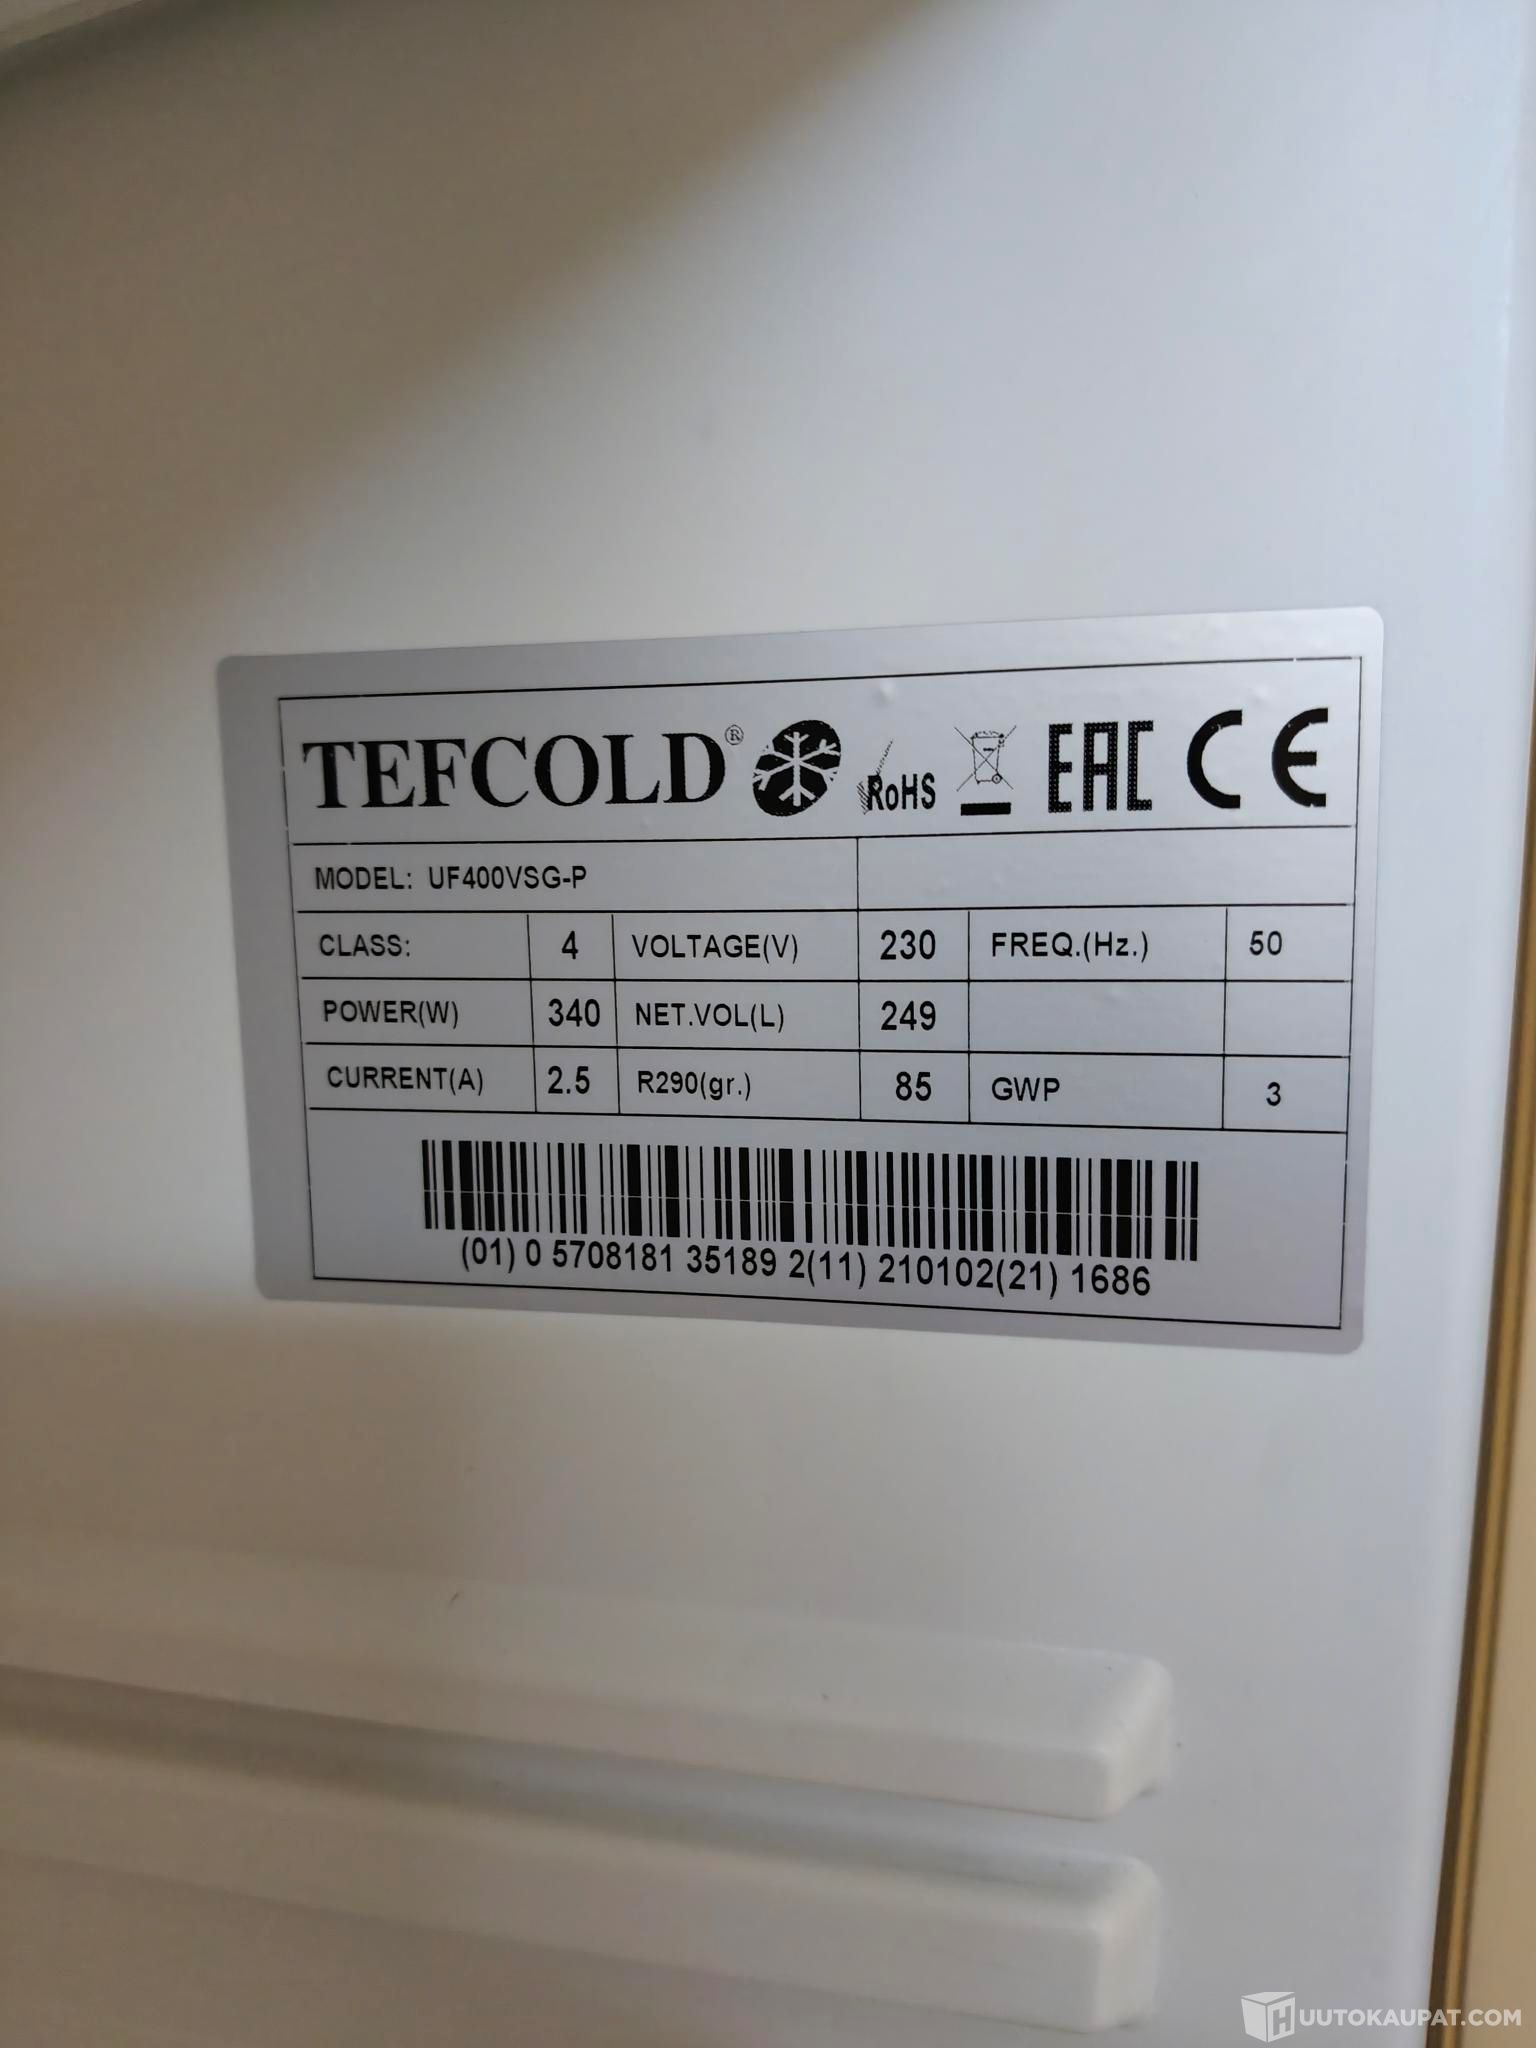 TEFCOLD® RoHS EAC CE
MODEL: UF400VSG-P
CLASS: 4 VOLTAGE(V) 230 FREQ.(Hz.) 50
POWER(W) 340 NET.VOL(L) 249
CURRENT(A) 2.5 R290(gr.) 85 GWP 3
(01) 0 5708181 35189 2(11) 210102(21) 1686
HUUTOKAUPAT.COM